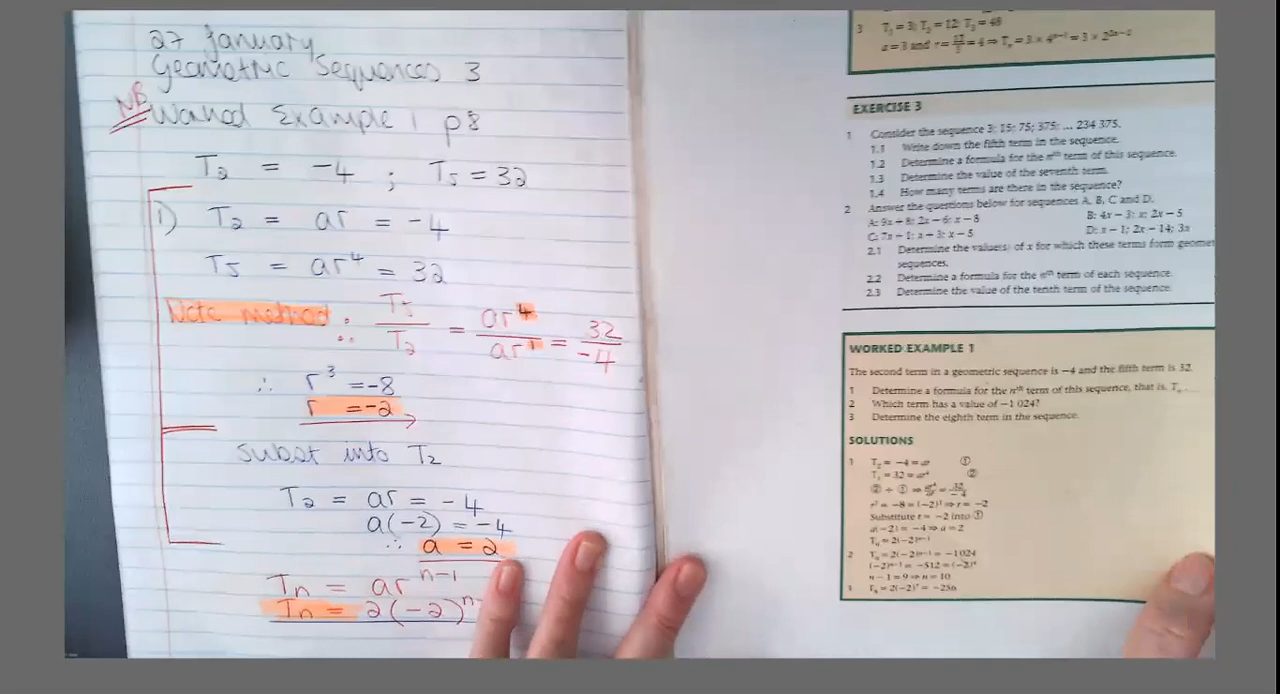 27 January
Geometric Sequences 3
NB Worked Example 1 p8
T₂ = -4 ; T₅ = 32
1) T₂ = ar = -4
T₅ = ar⁴ = 32
Note method : ∴ T₅/T₂ = ar⁴/ar¹ = 32/-4
∴ r³ = -8
r = -2
subst into T₂
T₂ = ar = -4
a(-2) = -4
∴ a = 2
Tn = ar^(n-1)
Tn = 2(-2)^n-
3 T₁ = 3; T₂ = 12; T₃ = 48
a = 3 and r = 12/3 = 4 ⇒ Tₙ = 3 × 4ⁿ⁻¹ = 3 × 2²ⁿ⁻²
EXERCISE 3
1 Consider the sequence 3; 15; 75; 375; ... 234 375.
1.1 Write down the fifth term in the sequence.
1.2 Determine a formula for the nth term of this sequence.
1.3 Determine the value of the seventh term.
1.4 How many terms are there in the sequence?
2 Answer the questions below for sequences A, B, C and D.
A: 9x + 8; 2x - 6; x - 8 B: 4x - 3; x; 2x - 5
C: 7x - 1; x + 3; x - 5 D: x - 1; 2x - 14; 3x
2.1 Determine the value(s) of x for which these terms form geomet
sequences.
2.2 Determine a formula for the nth term of each sequence.
2.3 Determine the value of the tenth term of the sequence.
WORKED EXAMPLE 1
The second term in a geometric sequence is -4 and the fifth term is 32.
1 Determine a formula for the nth term of this sequence, that is, Tₙ.
2 Which term has a value of -1 024?
3 Determine the eighth term in the sequence.
SOLUTIONS
1 T₂ = -4 = ar ①
T₅ = 32 = ar⁴ ②
② ÷ ① ⇒ ar⁴/ar = 32/-4
r³ = -8 = (-2)³ ⇒ r = -2
Substitute r = -2 into ①
a(-2) = -4 ⇒ a = 2
Tₙ = 2(-2)ⁿ⁻¹
2 Tₙ = 2(-2)ⁿ⁻¹ = -1024
(-2)ⁿ⁻¹ = -512 = (-2)⁹
n - 1 = 9 ⇒ n = 10
T₈ = 2(-2)⁷ = -256